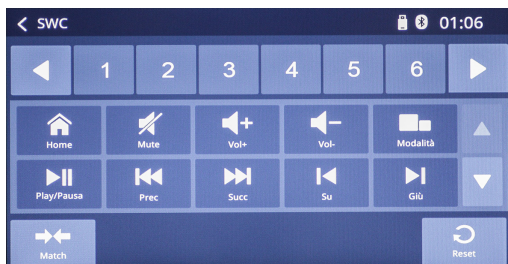 SWC 01:06
1 2 3 4 5 6
Home Mute Vol+ Vol- Modalità
Play/Pausa Prec Succ Su Giù
Match Reset